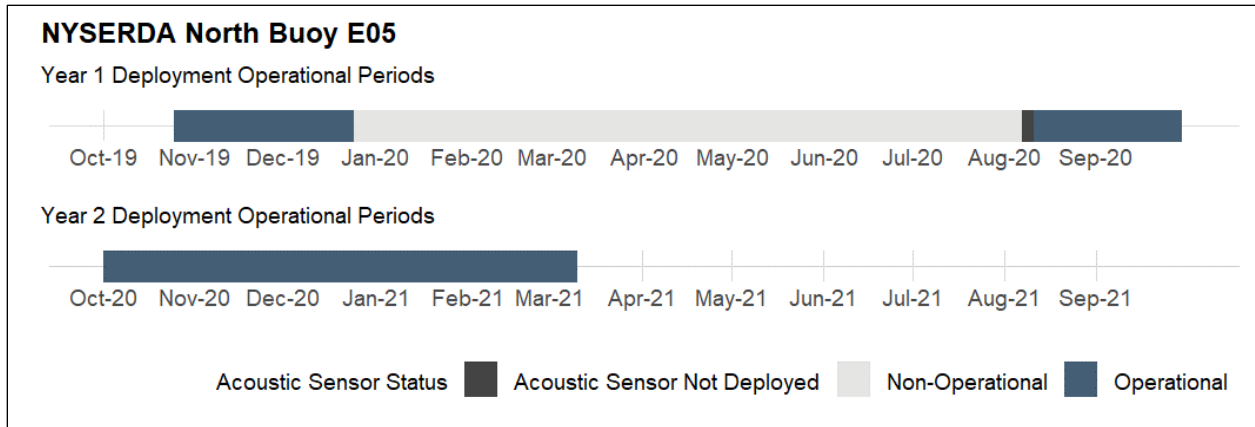 NYSERDA North Buoy E05
Year 1 Deployment Operational Periods
Oct-19 Nov-19 Dec-19 Jan-20 Feb-20 Mar-20 Apr-20 May-20 Jun-20 Jul-20 Aug-20 Sep-20
Year 2 Deployment Operational Periods
Oct-20 Nov-20 Dec-20 Jan-21 Feb-21 Mar-21 Apr-21 May-21 Jun-21 Jul-21 Aug-21 Sep-21
Acoustic Sensor Status Acoustic Sensor Not Deployed Non-Operational Operational